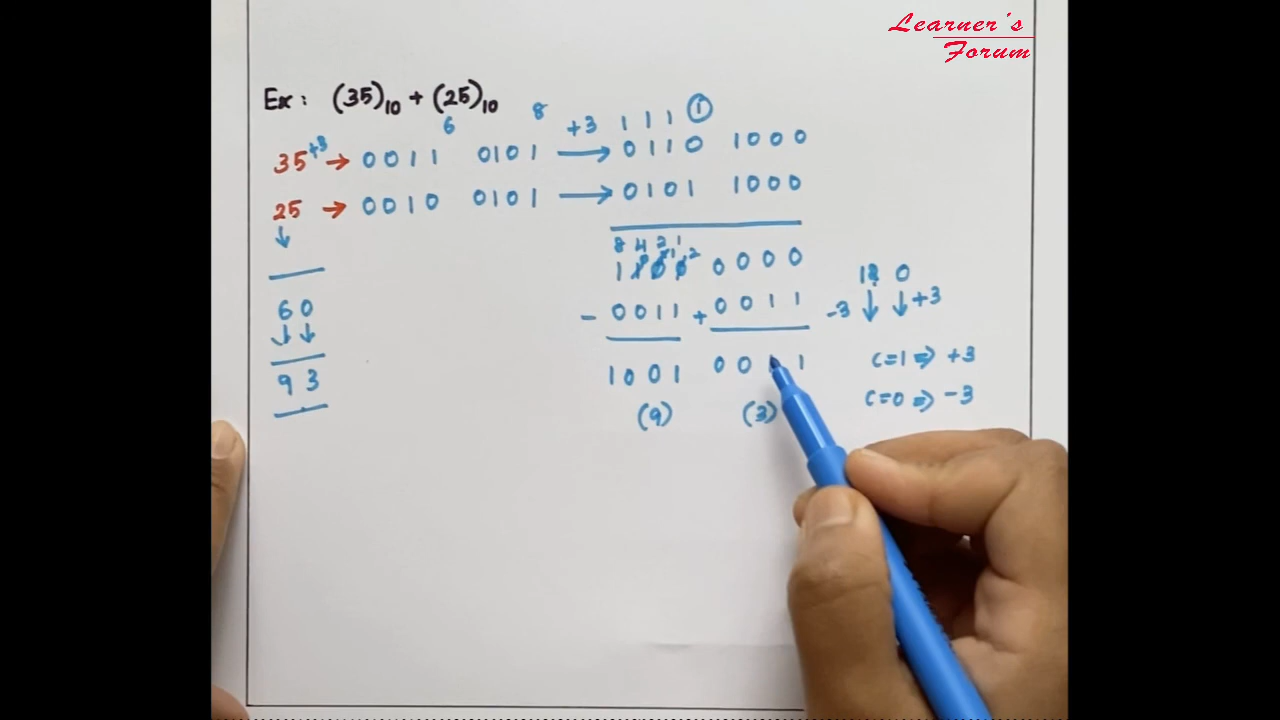 Learner's
Forum
Ex: (35)10 + (25)10
6 8 +3 1 1 1 1
35 +3 → 0011 0101 → 0110 1000
25 → 0010 0101 → 0101 1000
↓
8 4 2 1
0000
- 0011 + 0011
60
↓↓
93
0 -3 ↓ ↓ +3
1001 00 1
(9) (3)
c=1 ⇒ +3
c=0 ⇒ -3